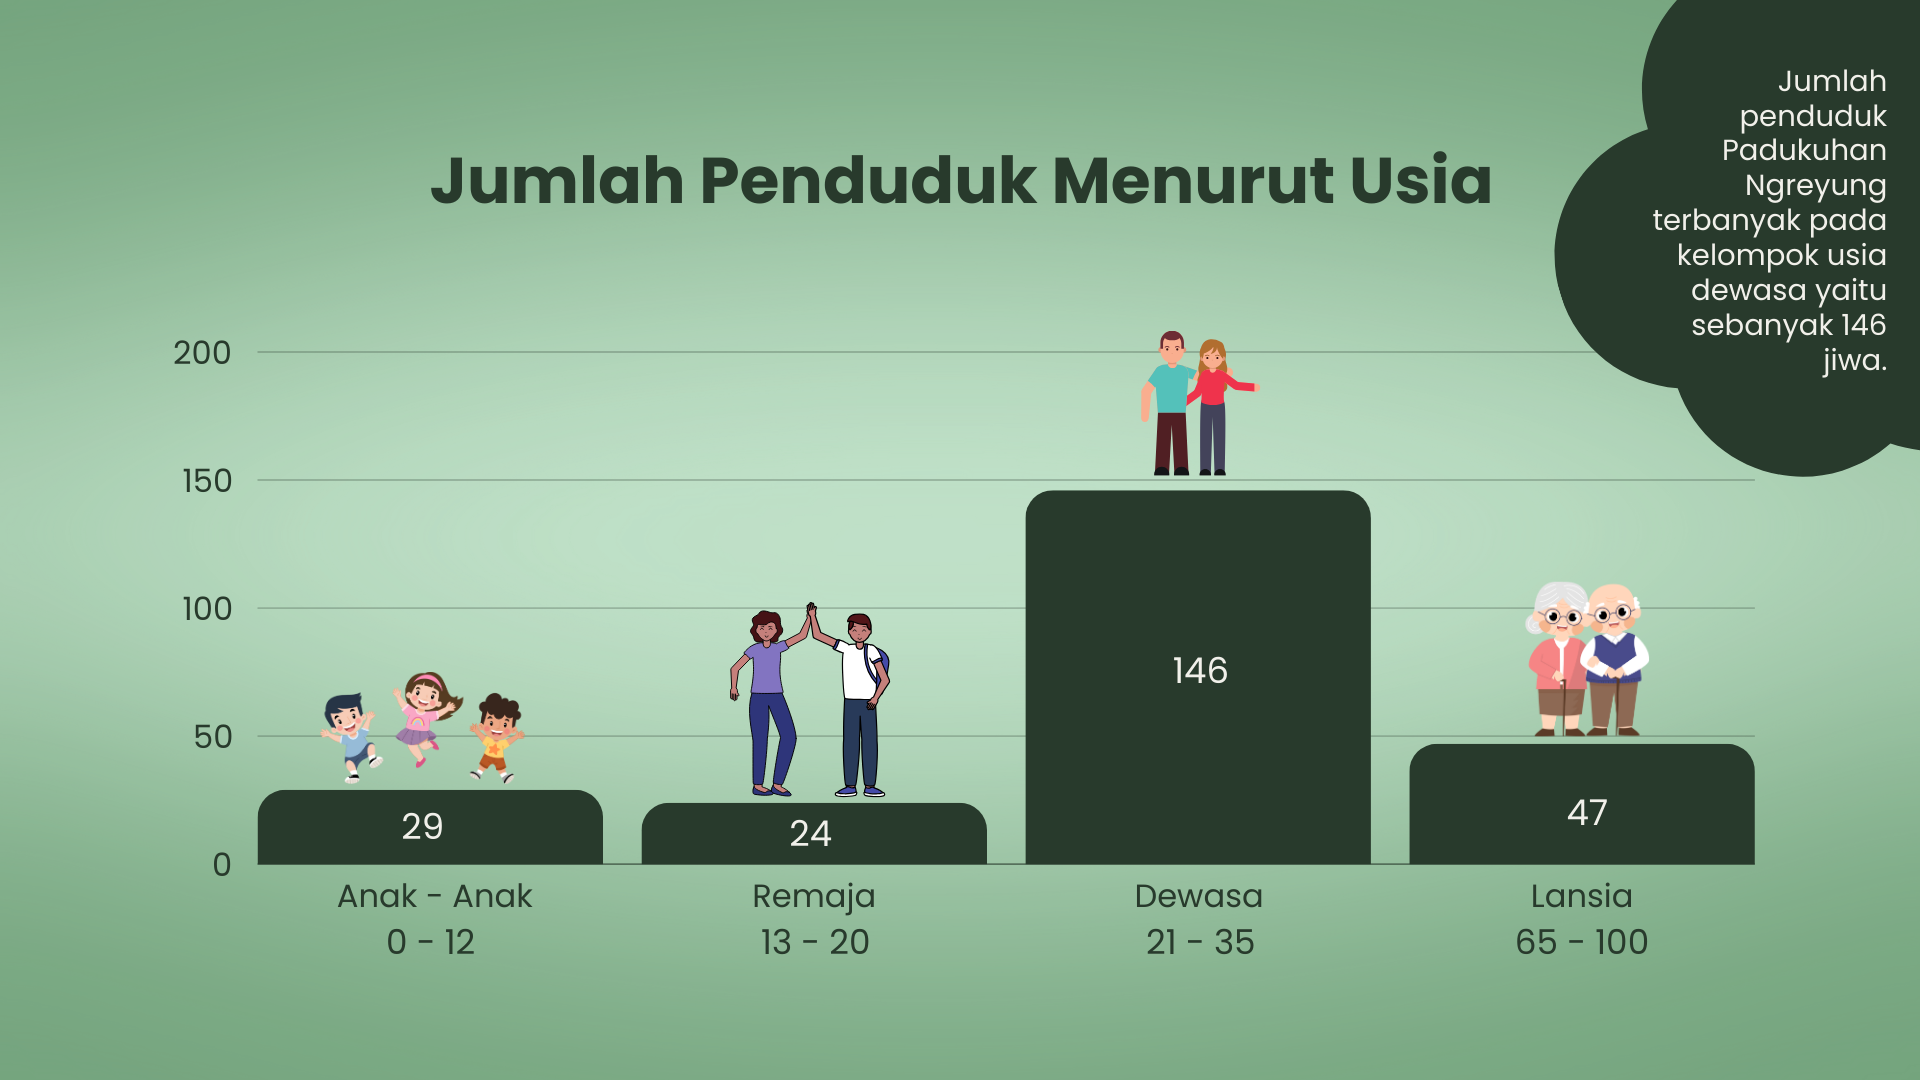 Jumlah Penduduk Menurut Usia
Jumlah
penduduk
Padukuhan
Ngreyung
terbanyak pada
kelompok usia
dewasa yaitu
sebanyak 146
jiwa.
200
150
100
50
0
29
24
146
47
Anak - Anak
0 - 12
Remaja
13 - 20
Dewasa
21 - 35
Lansia
65 - 100